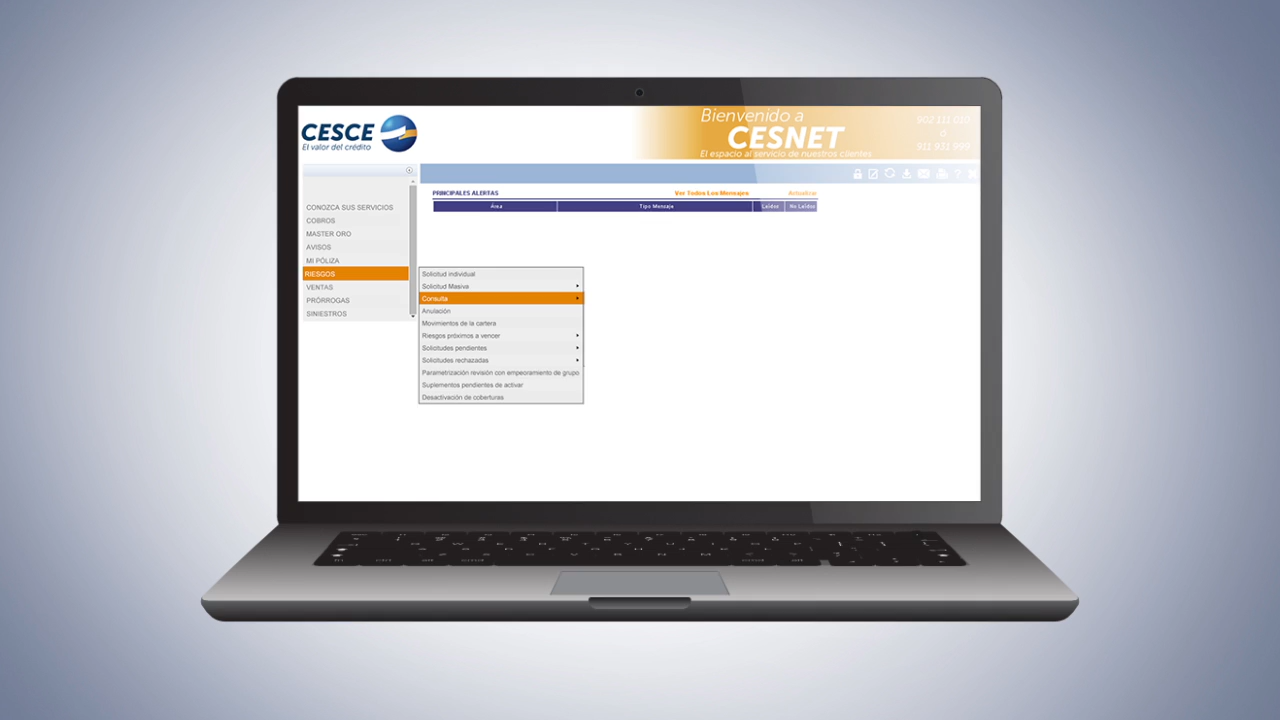 CESCE
El valor del crédito
Bienvenido a
CESNET
El espacio al servicio de nuestros clientes
902 111 010
o
911 931 999
PRINCIPALES ALERTAS
Ver Todos Los Mensajes
Actualizar
Área
Tipo Mensaje
Leídos
No Leídos
CONOZCA SUS SERVICIOS
COBROS
MASTER ORO
AVISOS
MI PÓLIZA
RIESGOS
VENTAS
PRÓRROGAS
SINIESTROS
Solicitud individual
Solicitud Masiva
Consulta
Anulación
Movimientos de la cartera
Riesgos próximos a vencer
Solicitudes pendientes
Solicitudes rechazadas
Parametrización revisión con empeoramiento de grupo
Suplementos pendientes de activar
Desactivación de coberturas